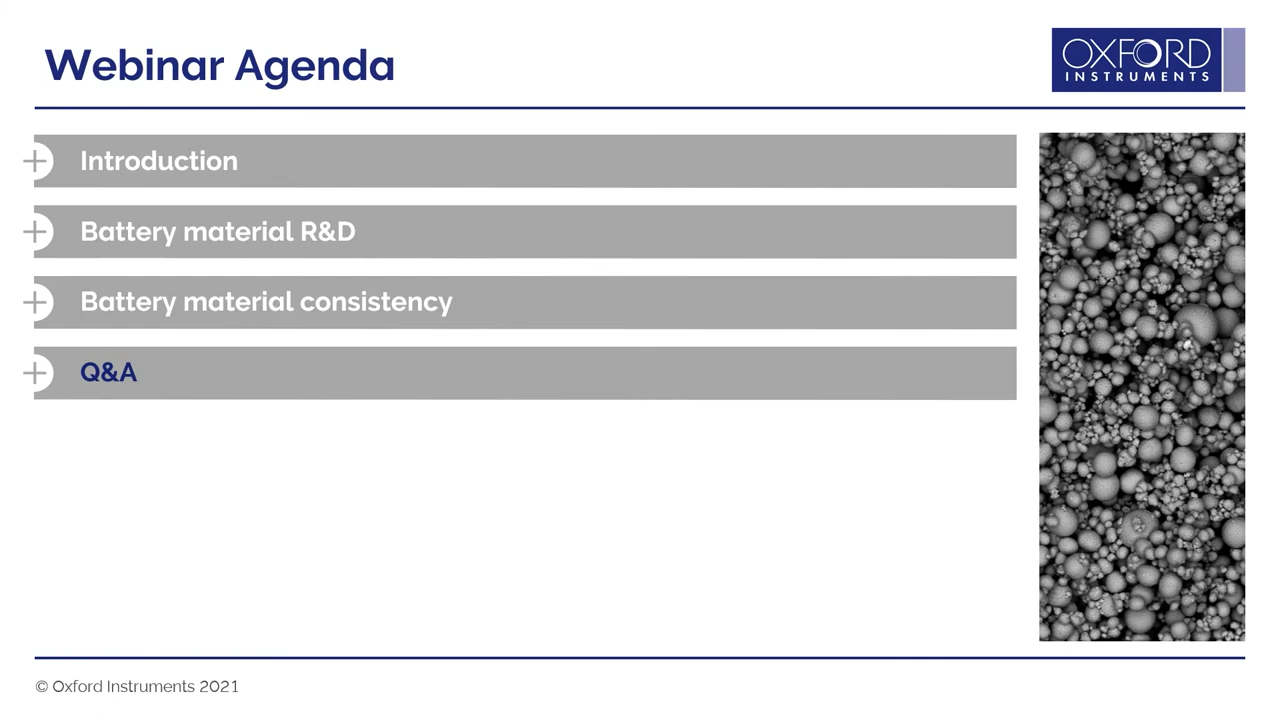 Webinar Agenda
OXFORD
INSTRUMENTS
Introduction
Battery material R&D
Battery material consistency
Q&A
© Oxford Instruments 2021